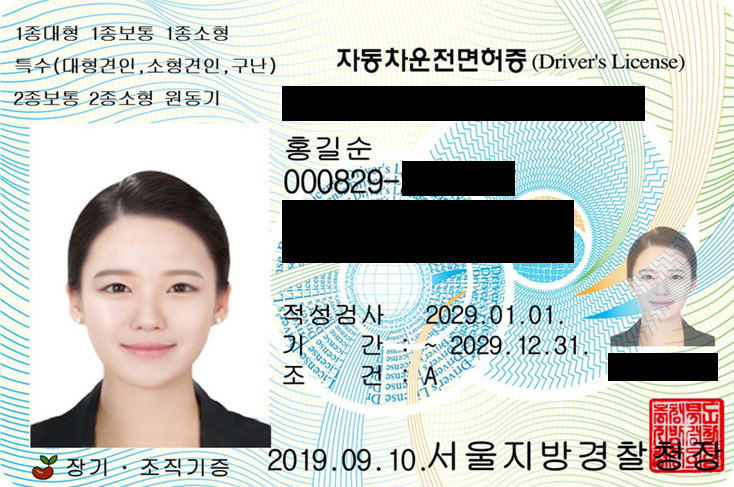 1종대형 1종보통 1종소형
특수(대형견인,소형견인,구난)
2종보통 2종소형 원동기
자동차운전면허증 (Driver's License)
홍길순
000829-
적성검사 2029.01.01.
기 간 : ~ 2029.12.31.
조 건 : A
장기 · 조직기증
2019.09.10. 서울지방경찰청장